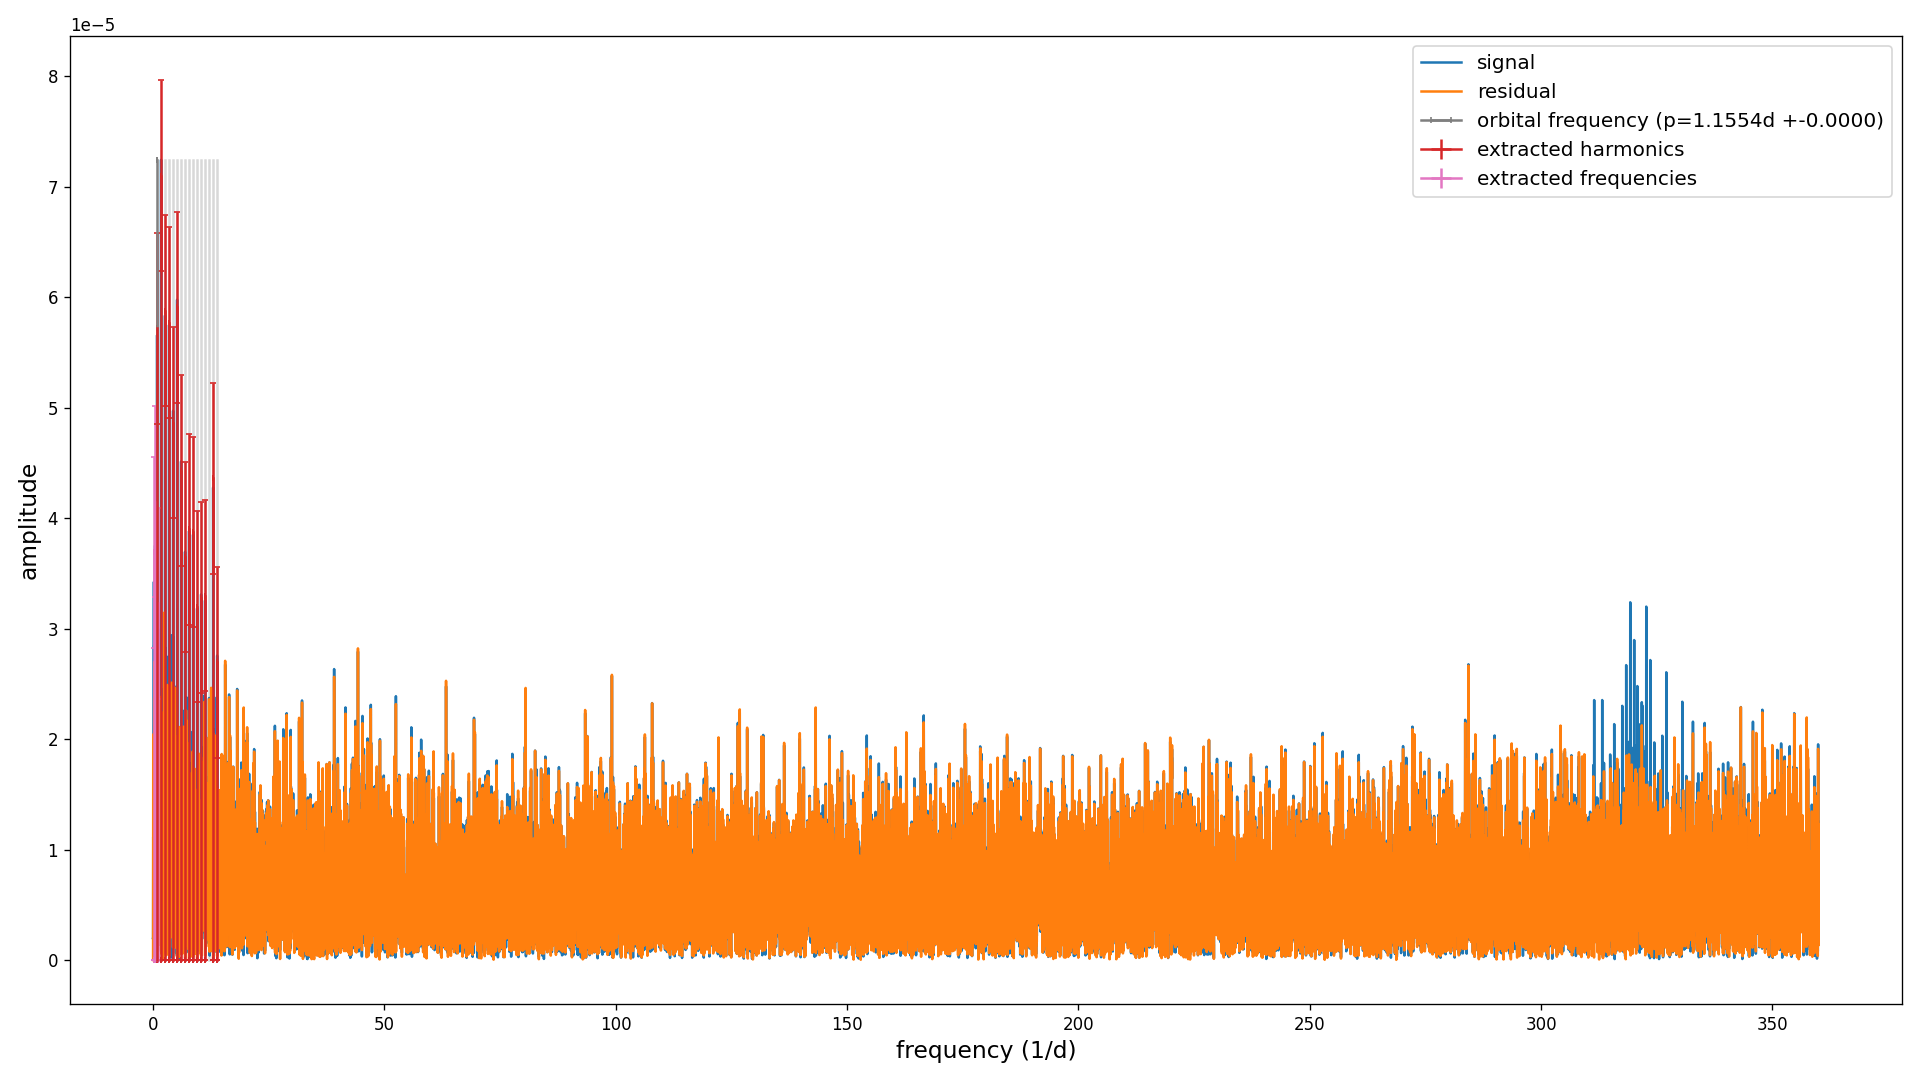 1e−5
8
7
6
5
4
3
2
1
0
amplitude
0
50
100
150
200
250
300
350
frequency (1/d)
signal
residual
orbital frequency (p=1.1554d +-0.0000)
extracted harmonics
extracted frequencies